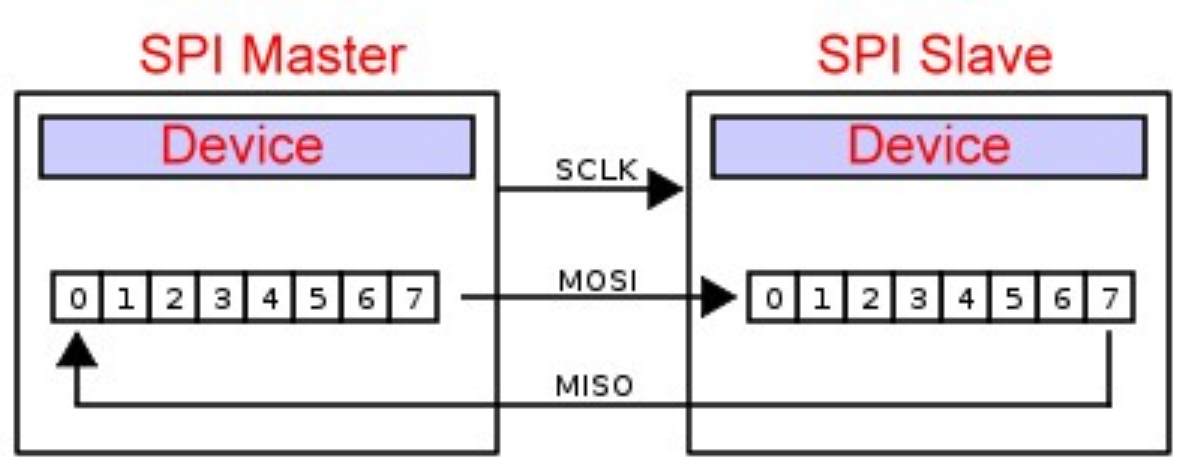 SPI Master
SPI Slave
Device
Device
SCLK
MOSI
0 1 2 3 4 5 6 7
0 1 2 3 4 5 6 7
MISO